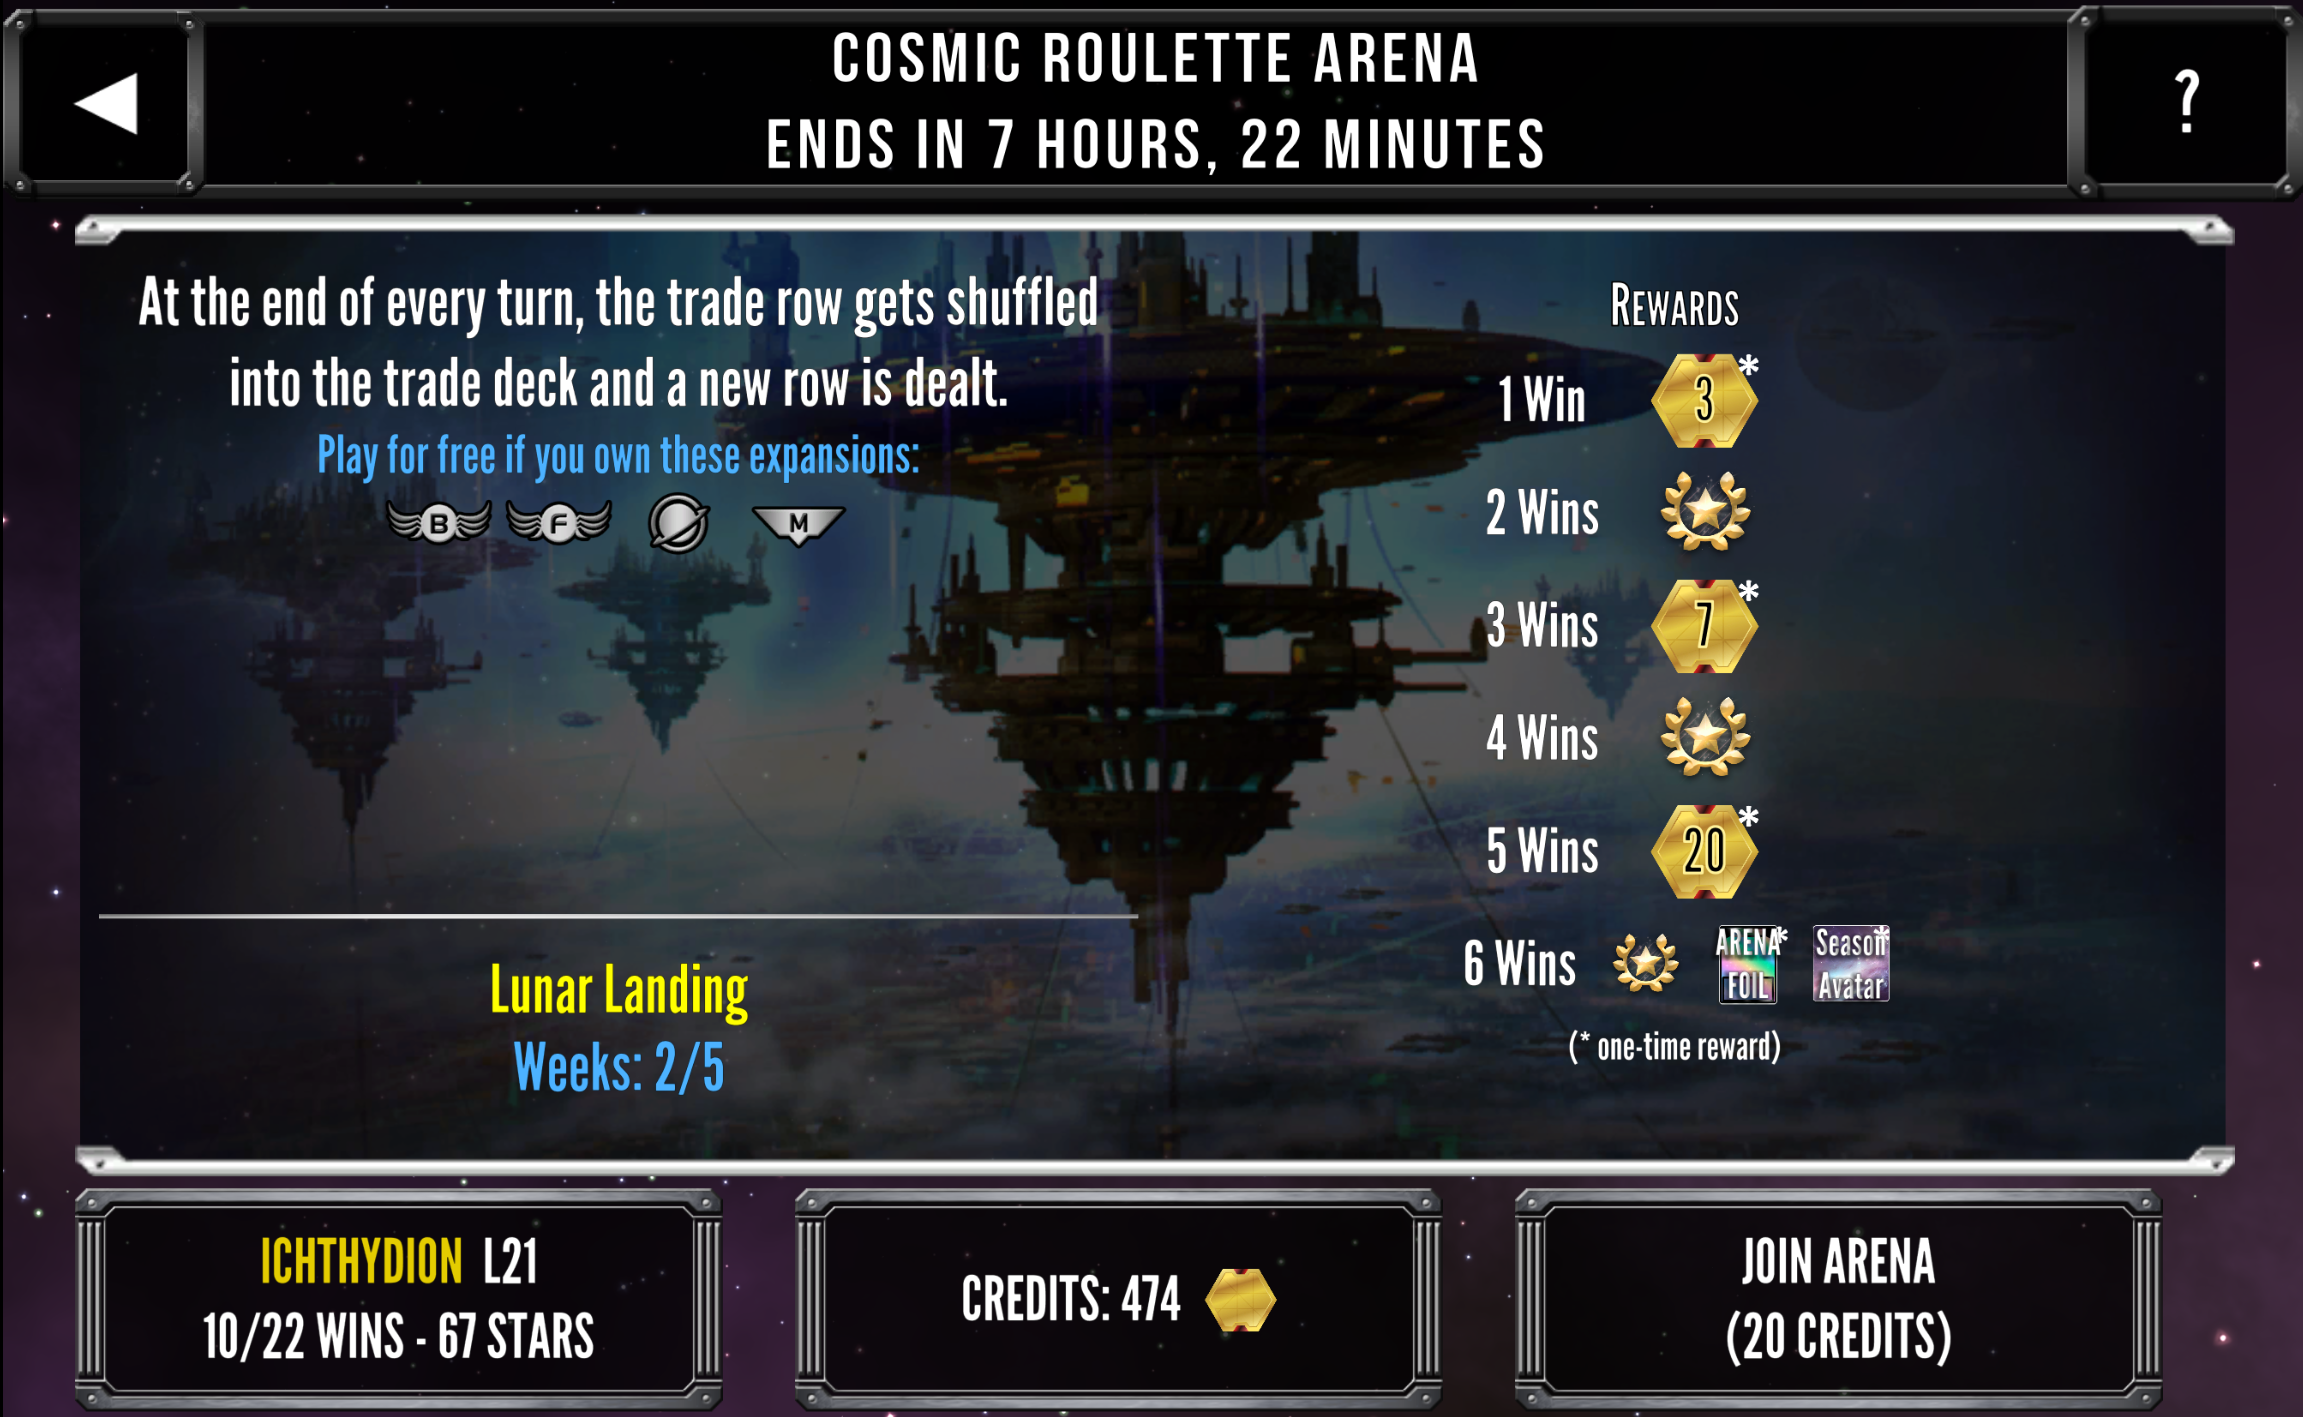 COSMIC ROULETTE ARENA
ENDS IN 7 HOURS, 22 MINUTES
?
At the end of every turn, the trade row gets shuffled
into the trade deck and a new row is dealt.
Play for free if you own these expansions:
B F M
Rewards
1 Win 3*
2 Wins
3 Wins 7*
4 Wins
5 Wins 20*
6 Wins ARENA* FOIL Season* Avatar
(* one-time reward)
Lunar Landing
Weeks: 2/5
ICHTHYDION L21
10/22 WINS - 67 STARS
CREDITS: 474
JOIN ARENA
(20 CREDITS)